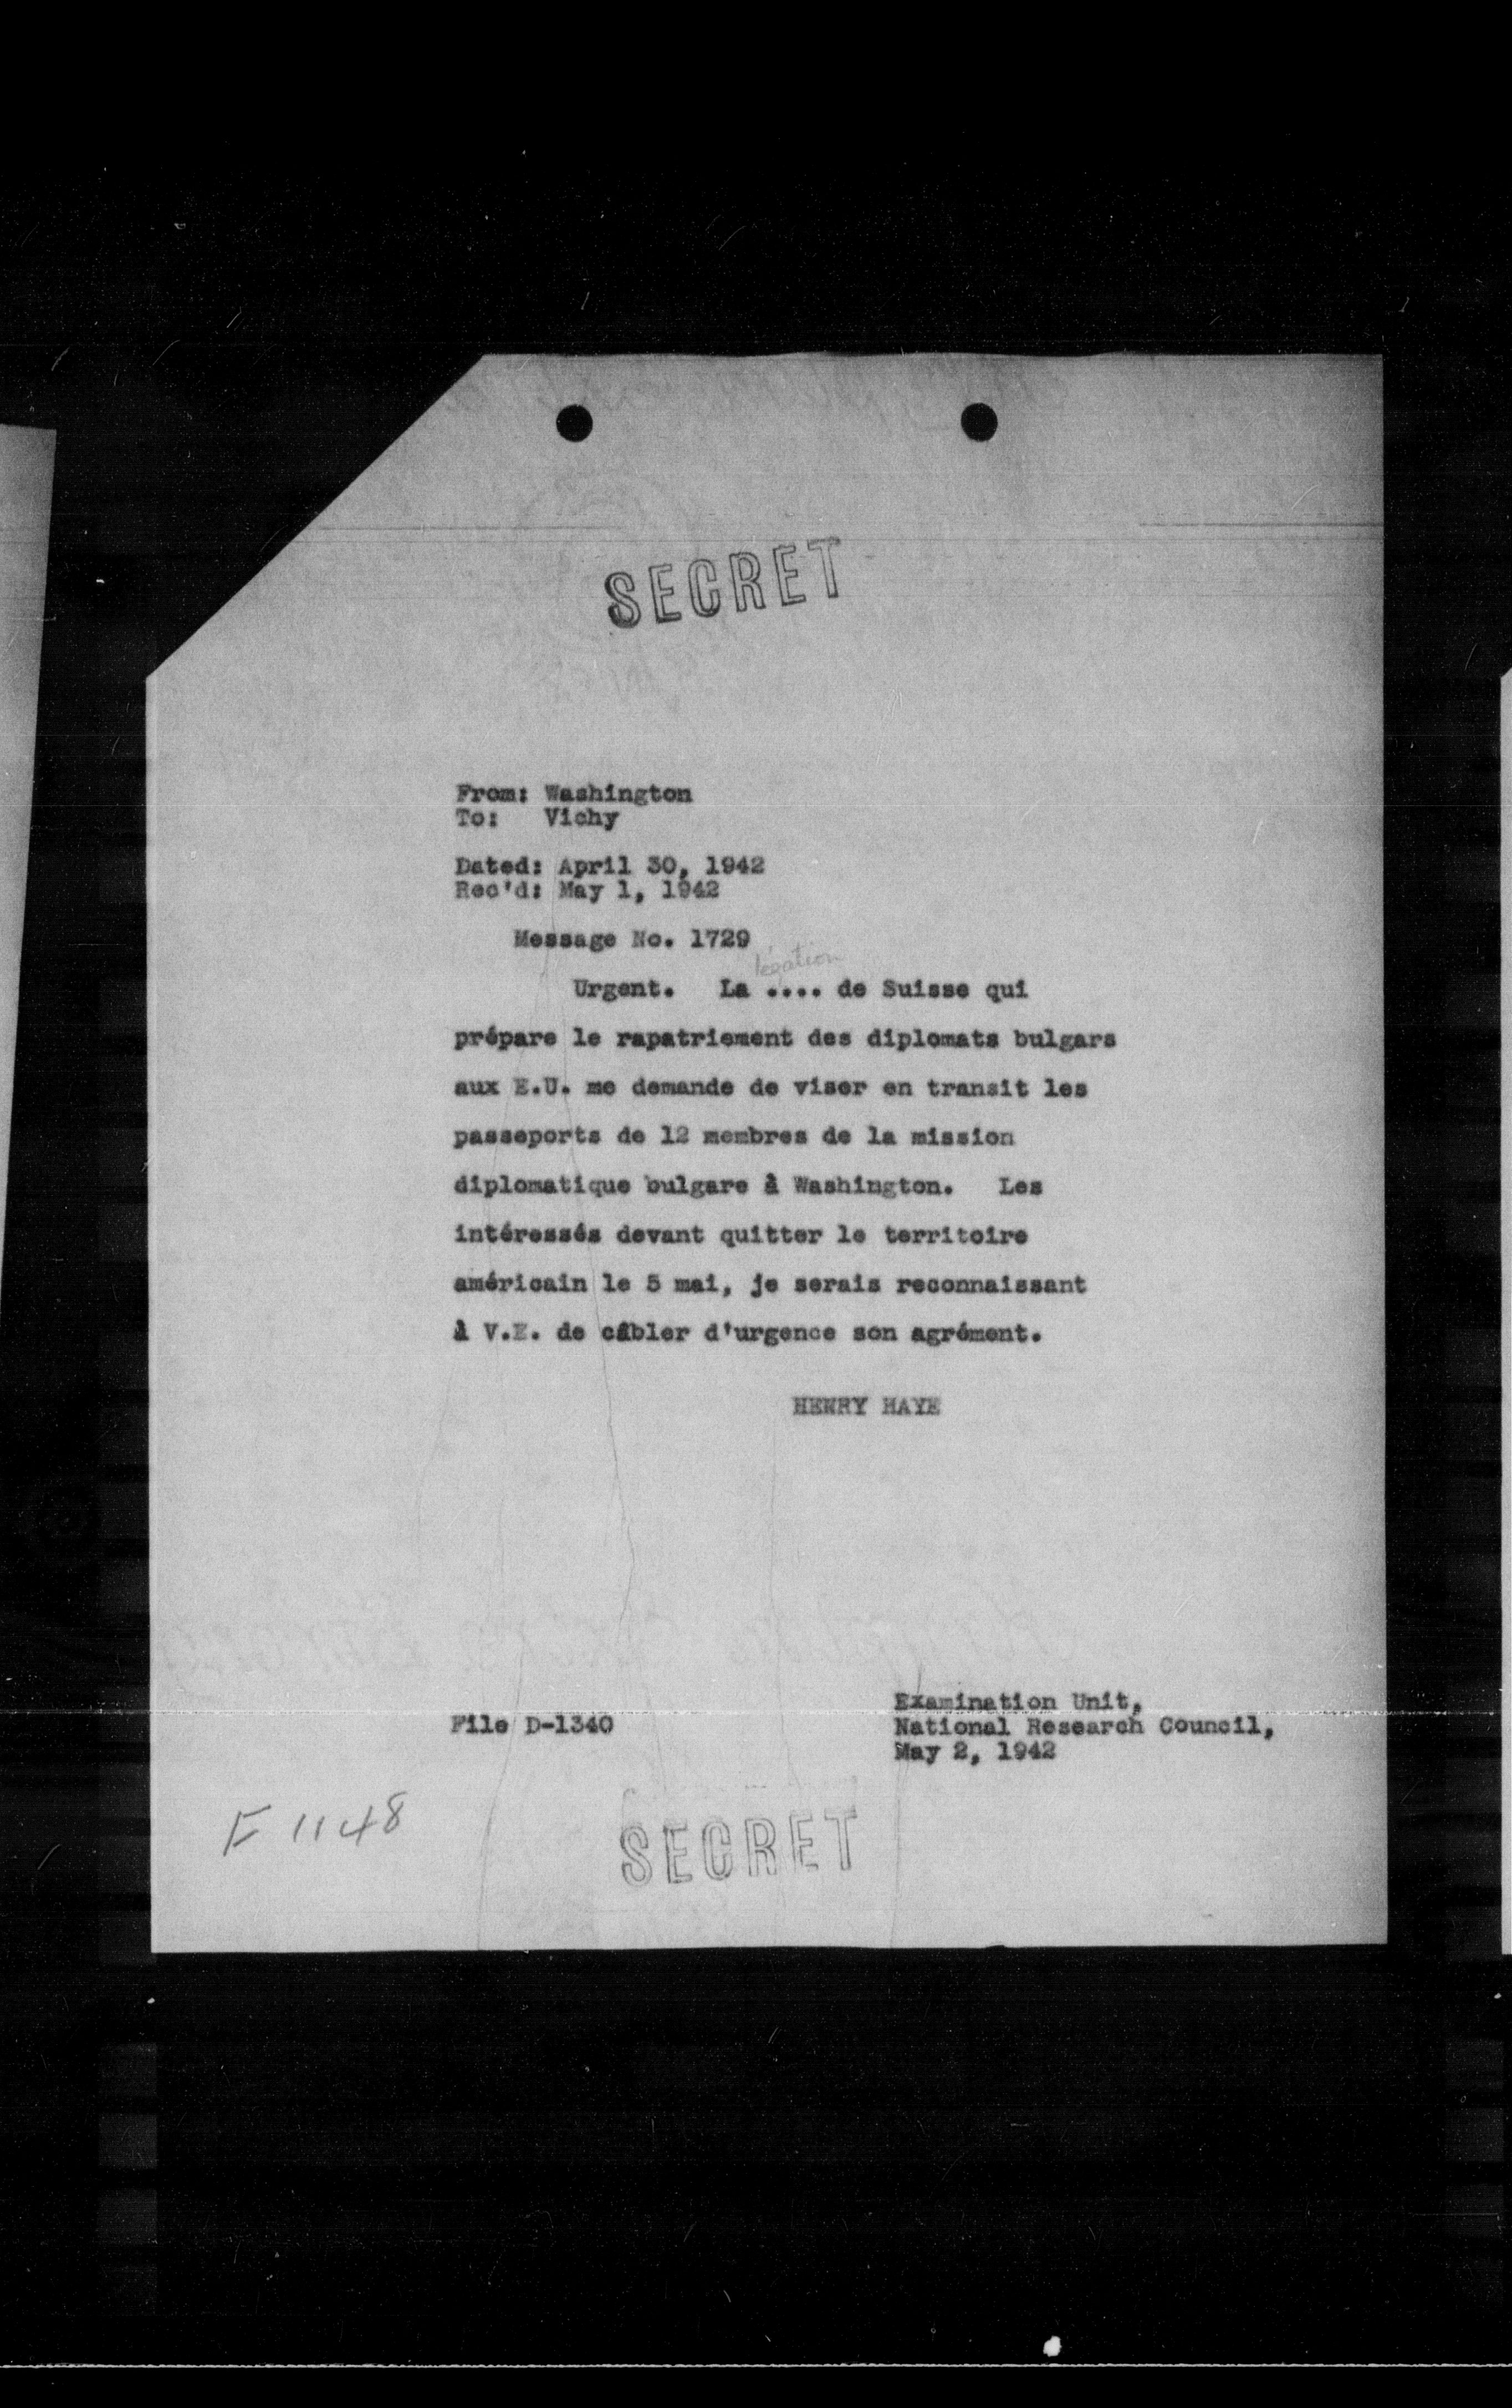 SECRET
From: Washington
To: Vichy
Dated: April 30, 1942
Rec'd: May 1, 1942
Message No. 1729
légation
Urgent. La .... de Suisse qui
prépare le rapatriement des diplomats bulgars
aux E.U. me demande de viser en transit les
passeports de 12 membres de la mission
diplomatique bulgare à Washington. Les
intéressés devant quitter le territoire
américain le 5 mai, je serais reconnaissant
à V.E. de câbler d'urgence son agrément.
HENRY HAYE
File D-1340
Examination Unit,
National Research Council,
May 2, 1942
F 1148
SECRET